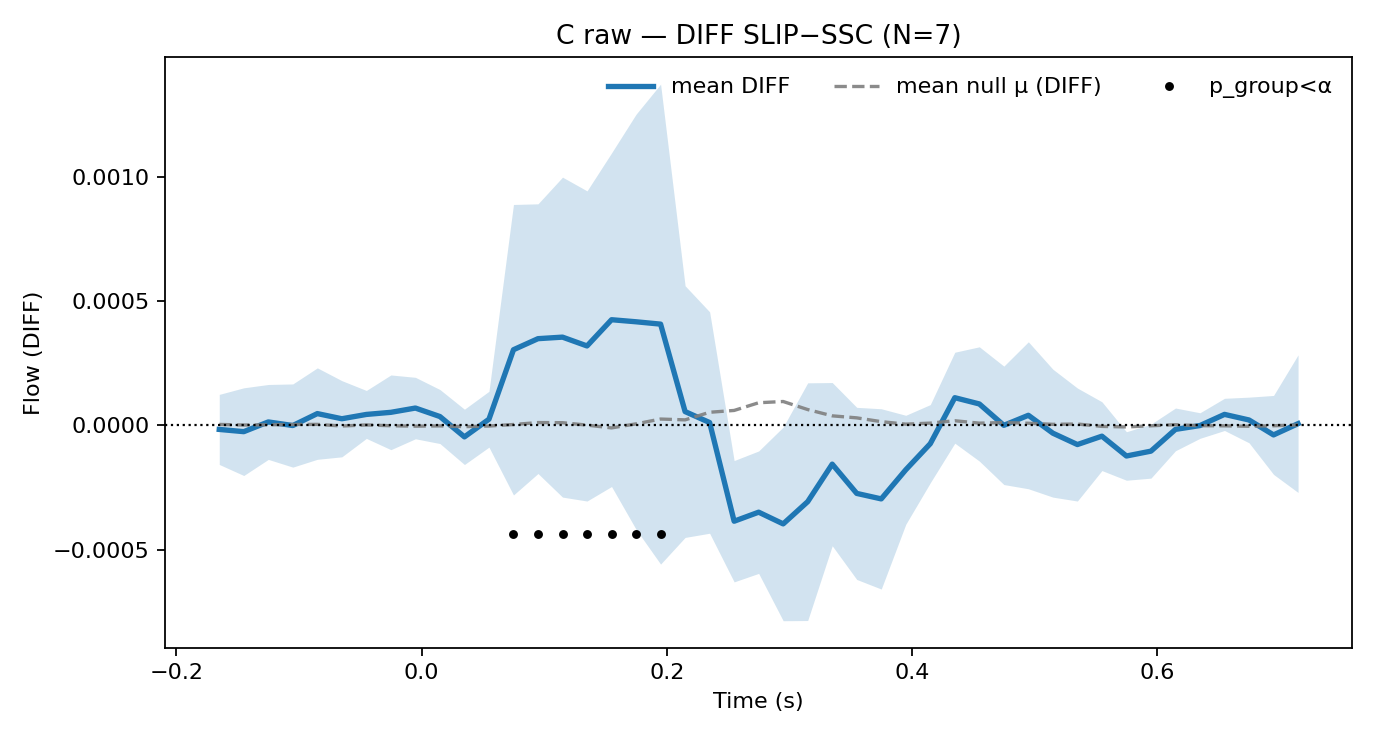 C raw — DIFF SLIP−SSC (N=7)
mean DIFF mean null μ (DIFF) p_group<α
Flow (DIFF)
0.0010
0.0005
0.0000
−0.0005
−0.2 0.0 0.2 0.4 0.6
Time (s)